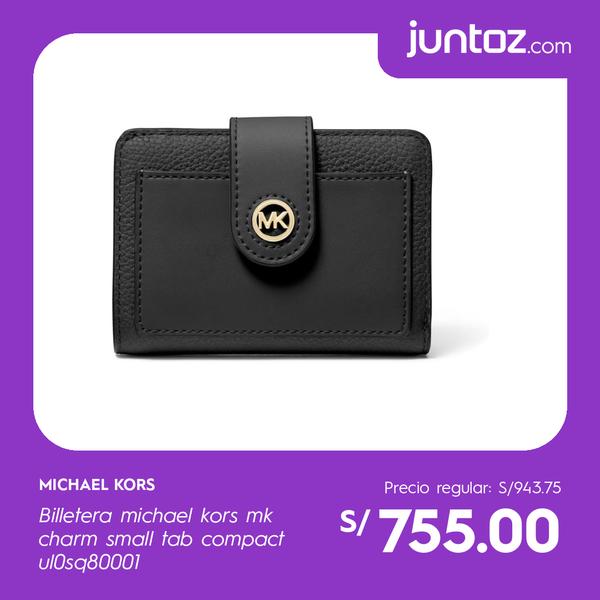 juntoz.com
MK
MICHAEL KORS
Billetera michael kors mk
charm small tab compact
ul0sq80001
Precio regular: S/943.75
S/755.00